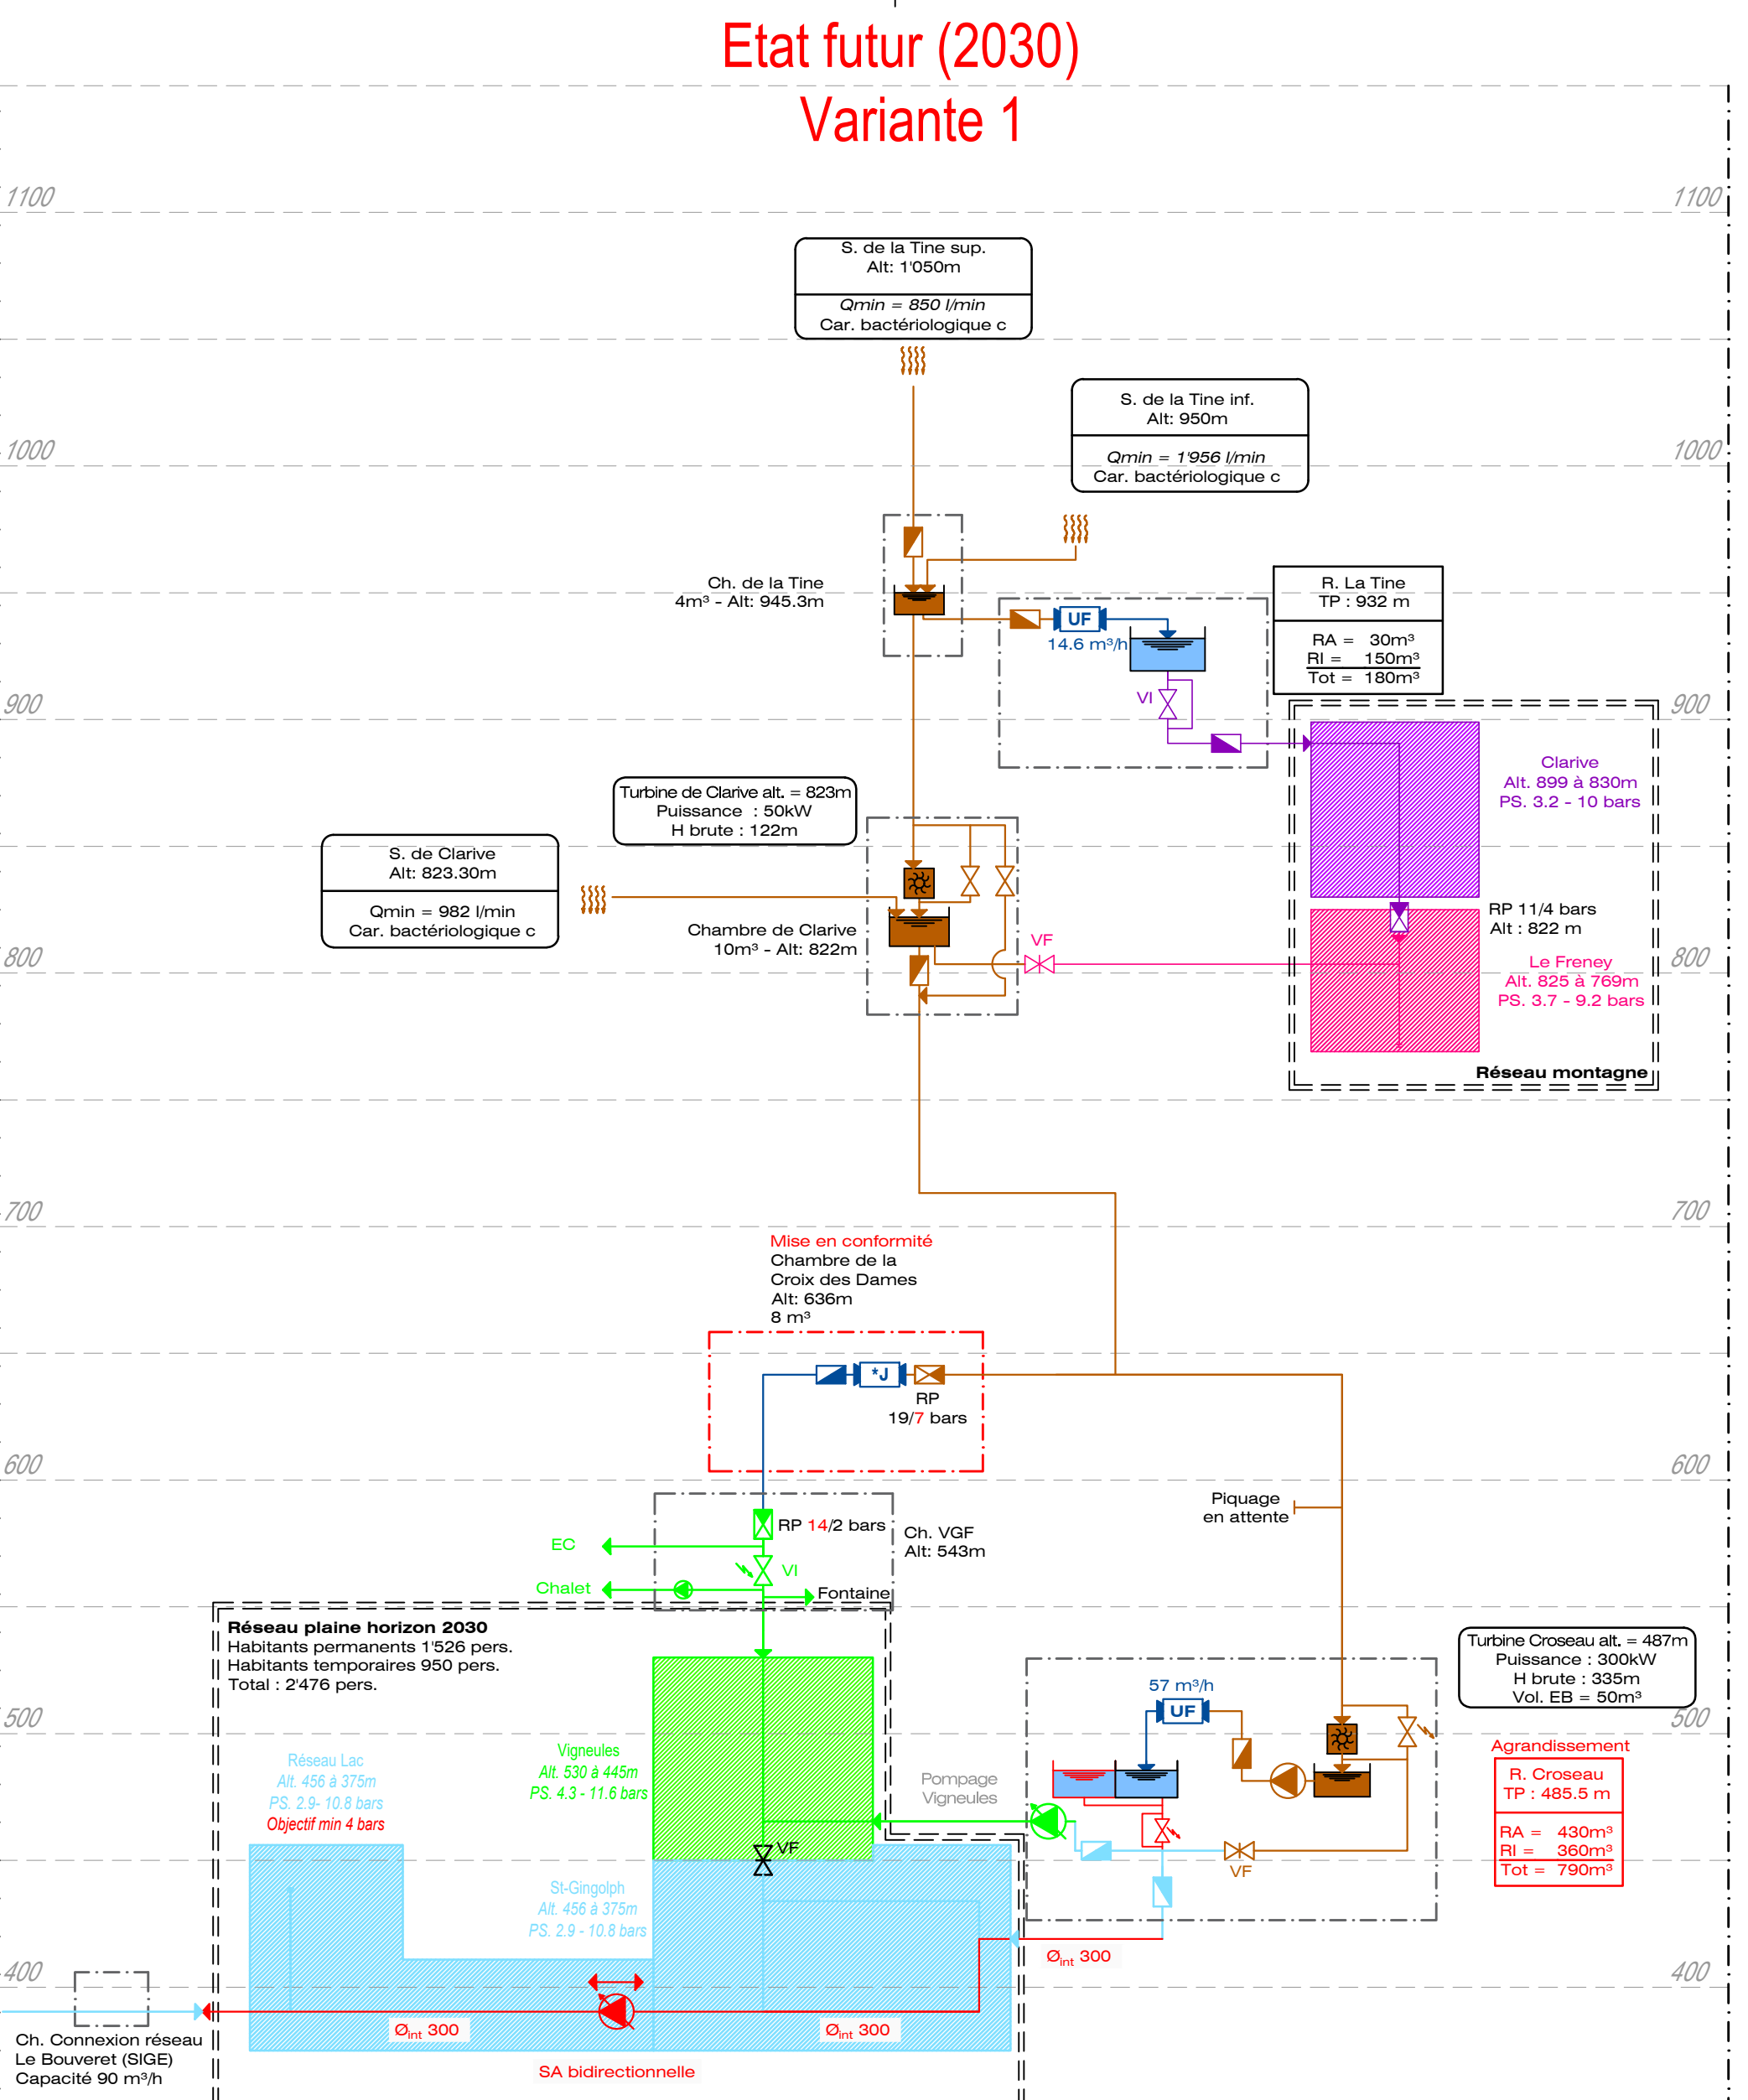 Etat futur (2030)
Variante 1
1100
1100
S. de la Tine sup.
Alt: 1'050m
Qmin = 850 l/min
Car. bactériologique c
S. de la Tine inf.
Alt: 950m
Qmin = 1'956 l/min
Car. bactériologique c
1000
1000
Ch. de la Tine
4m³ - Alt: 945.3m
UF
14.6 m³/h
R. La Tine
TP : 932 m
RA = 30m³
RI = 150m³
Tot = 180m³
VI
900
900
Clarive
Alt. 899 à 830m
PS. 3.2 - 10 bars
Turbine de Clarive alt. = 823m
Puissance : 50kW
H brute : 122m
S. de Clarive
Alt: 823.30m
Qmin = 982 l/min
Car. bactériologique c
Chambre de Clarive
10m³ - Alt: 822m
VF
RP 11/4 bars
Alt : 822 m
Le Freney
Alt. 825 à 769m
PS. 3.7 - 9.2 bars
800
800
Réseau montagne
700
700
Mise en conformité
Chambre de la
Croix des Dames
Alt: 636m
8 m³
*J
RP
19/7 bars
600
600
Piquage
en attente
RP 14/2 bars
Ch. VGF
Alt: 543m
EC
VI
Chalet
Fontaine
Réseau plaine horizon 2030
Habitants permanents 1'526 pers.
Habitants temporaires 950 pers.
Total : 2'476 pers.
Turbine Croseau alt. = 487m
Puissance : 300kW
H brute : 335m
Vol. EB = 50m³
57 m³/h
UF
500
500
Réseau Lac
Alt. 456 à 375m
PS. 2.9- 10.8 bars
Objectif min 4 bars
Vigneules
Alt. 530 à 445m
PS. 4.3 - 11.6 bars
Pompage
Vigneules
Agrandissement
R. Croseau
TP : 485.5 m
RA = 430m³
RI = 360m³
Tot = 790m³
VF
VF
St-Gingolph
Alt. 456 à 375m
PS. 2.9 - 10.8 bars
Øint 300
400
400
Øint 300
Øint 300
Ch. Connexion réseau
Le Bouveret (SIGE)
Capacité 90 m³/h
SA bidirectionnelle